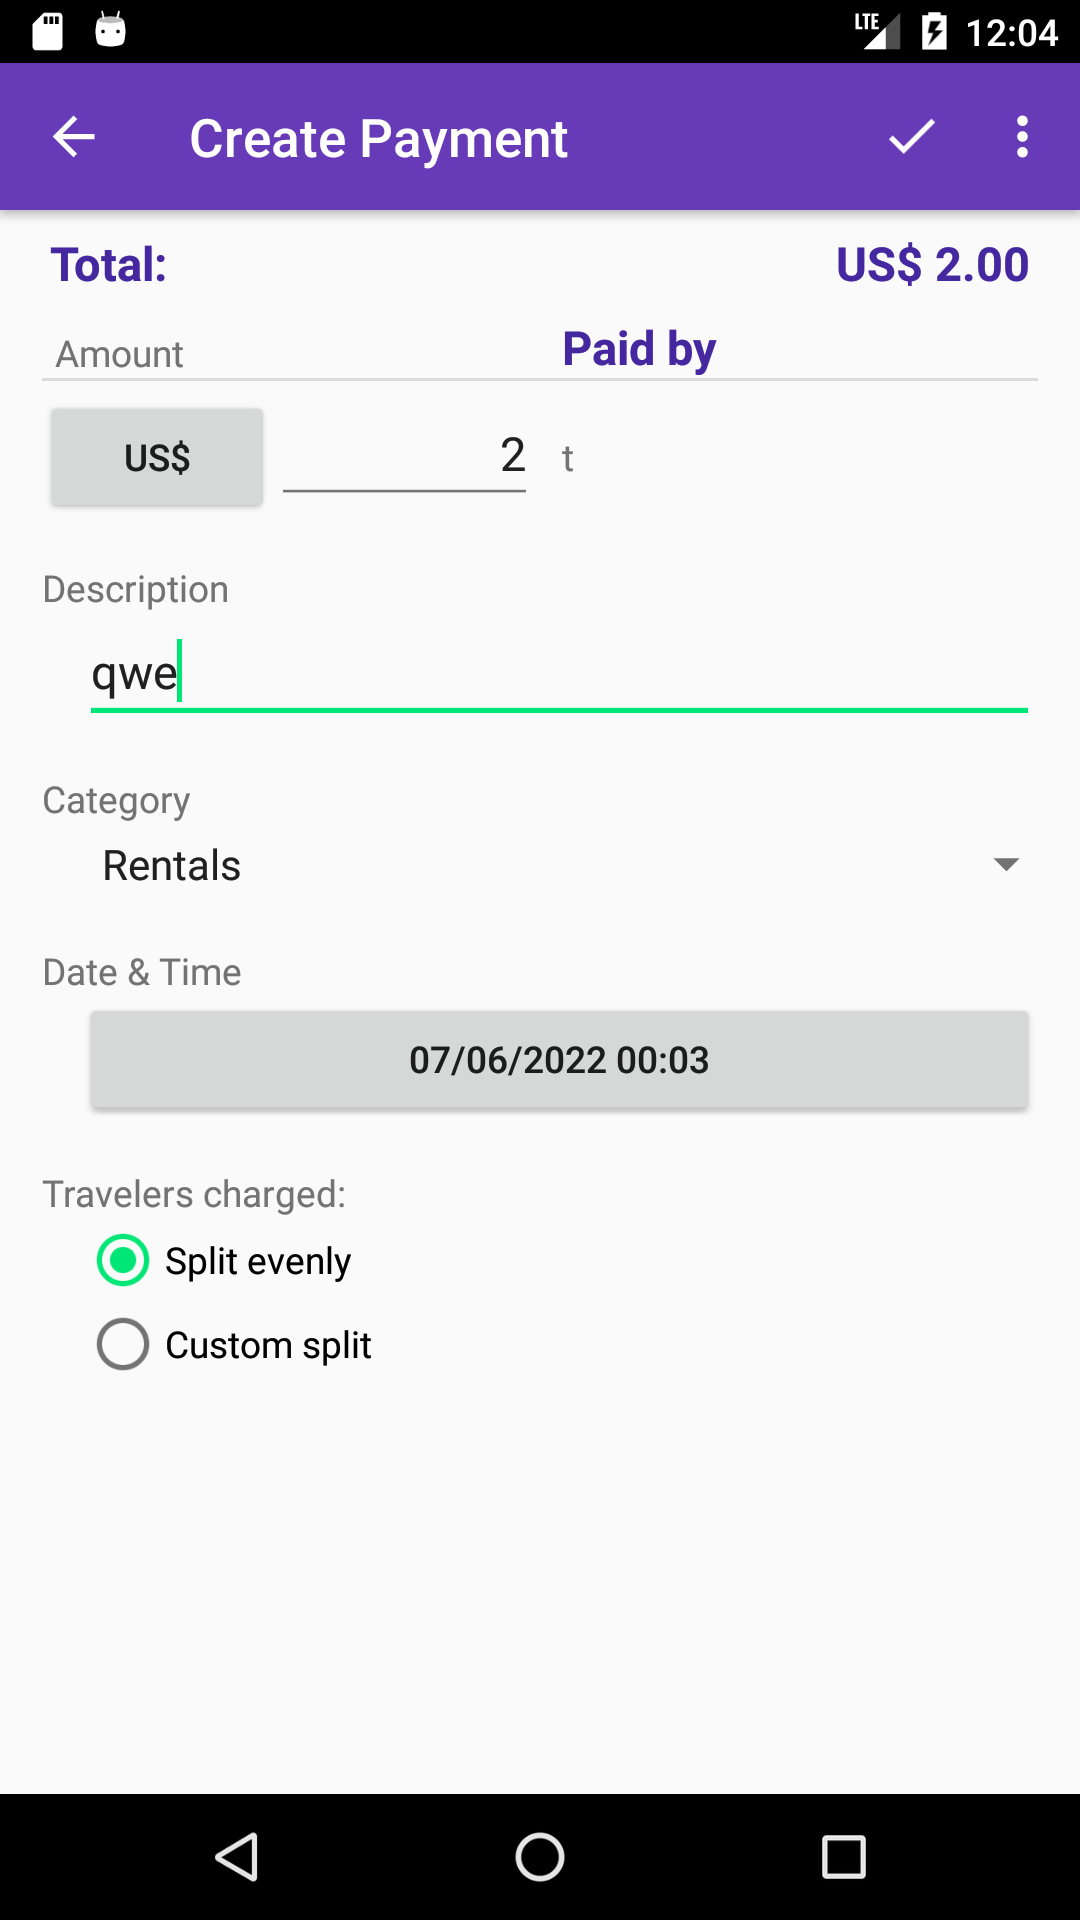 LTE 12:04
Create Payment
Total: US$ 2.00
Amount Paid by
US$ 2 t
Description
qwe
Category
Rentals
Date & Time
07/06/2022 00:03
Travelers charged:
Split evenly
Custom split